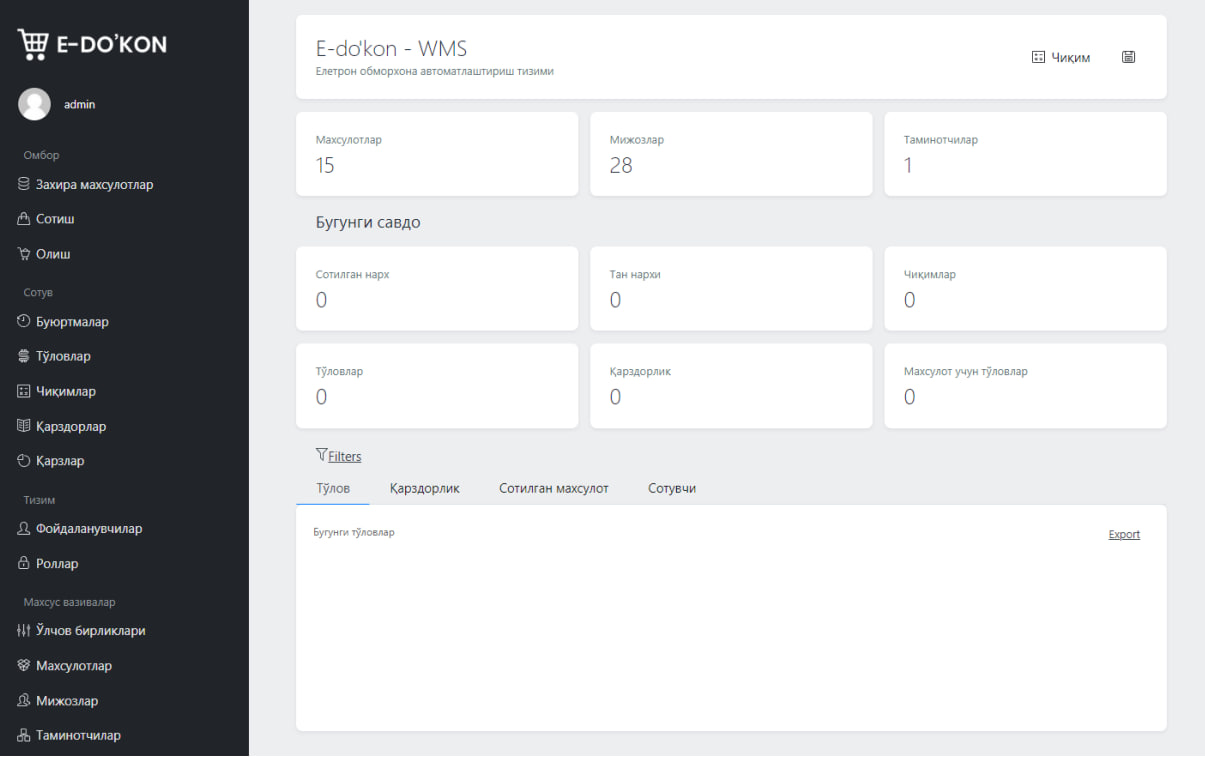 E-DO'KON
admin
Омбор
Захира махсулотлар
Сотиш
Олиш
Сотув
Буюртмалар
Тўловлар
Чиқимлар
Қарздорлар
Қарзлар
Тизим
Фойдаланувчилар
Роллар
Махсус вазивалар
Ўлчов бирликлари
Махсулотлар
Мижозлар
Таминотчилар
E-do'kon - WMS
Елетрон обморхона автоматлаштириш тизими
Чиқим
Махсулотлар
15
Мижозлар
28
Таминотчилар
1
Бугунги савдо
Сотилган нарх
0
Тан нархи
0
Чиқимлар
0
Тўловлар
0
Қарздорлик
0
Махсулот учун тўловлар
0
Filters
Тўлов Қарздорлик Сотилган махсулот Сотувчи
Бугунги тўловлар
Export